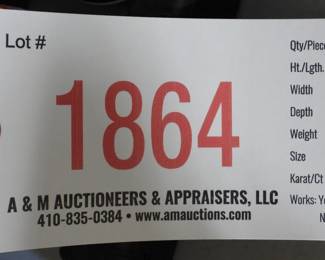 Lot #
1864
A & M AUCTIONEERS & APPRAISERS, LLC
410-835-0384 • www.amauctions.com
Qty/Piece
Ht./Lgth.
Width
Depth
Weight
Size
Karat/Ct
Works: